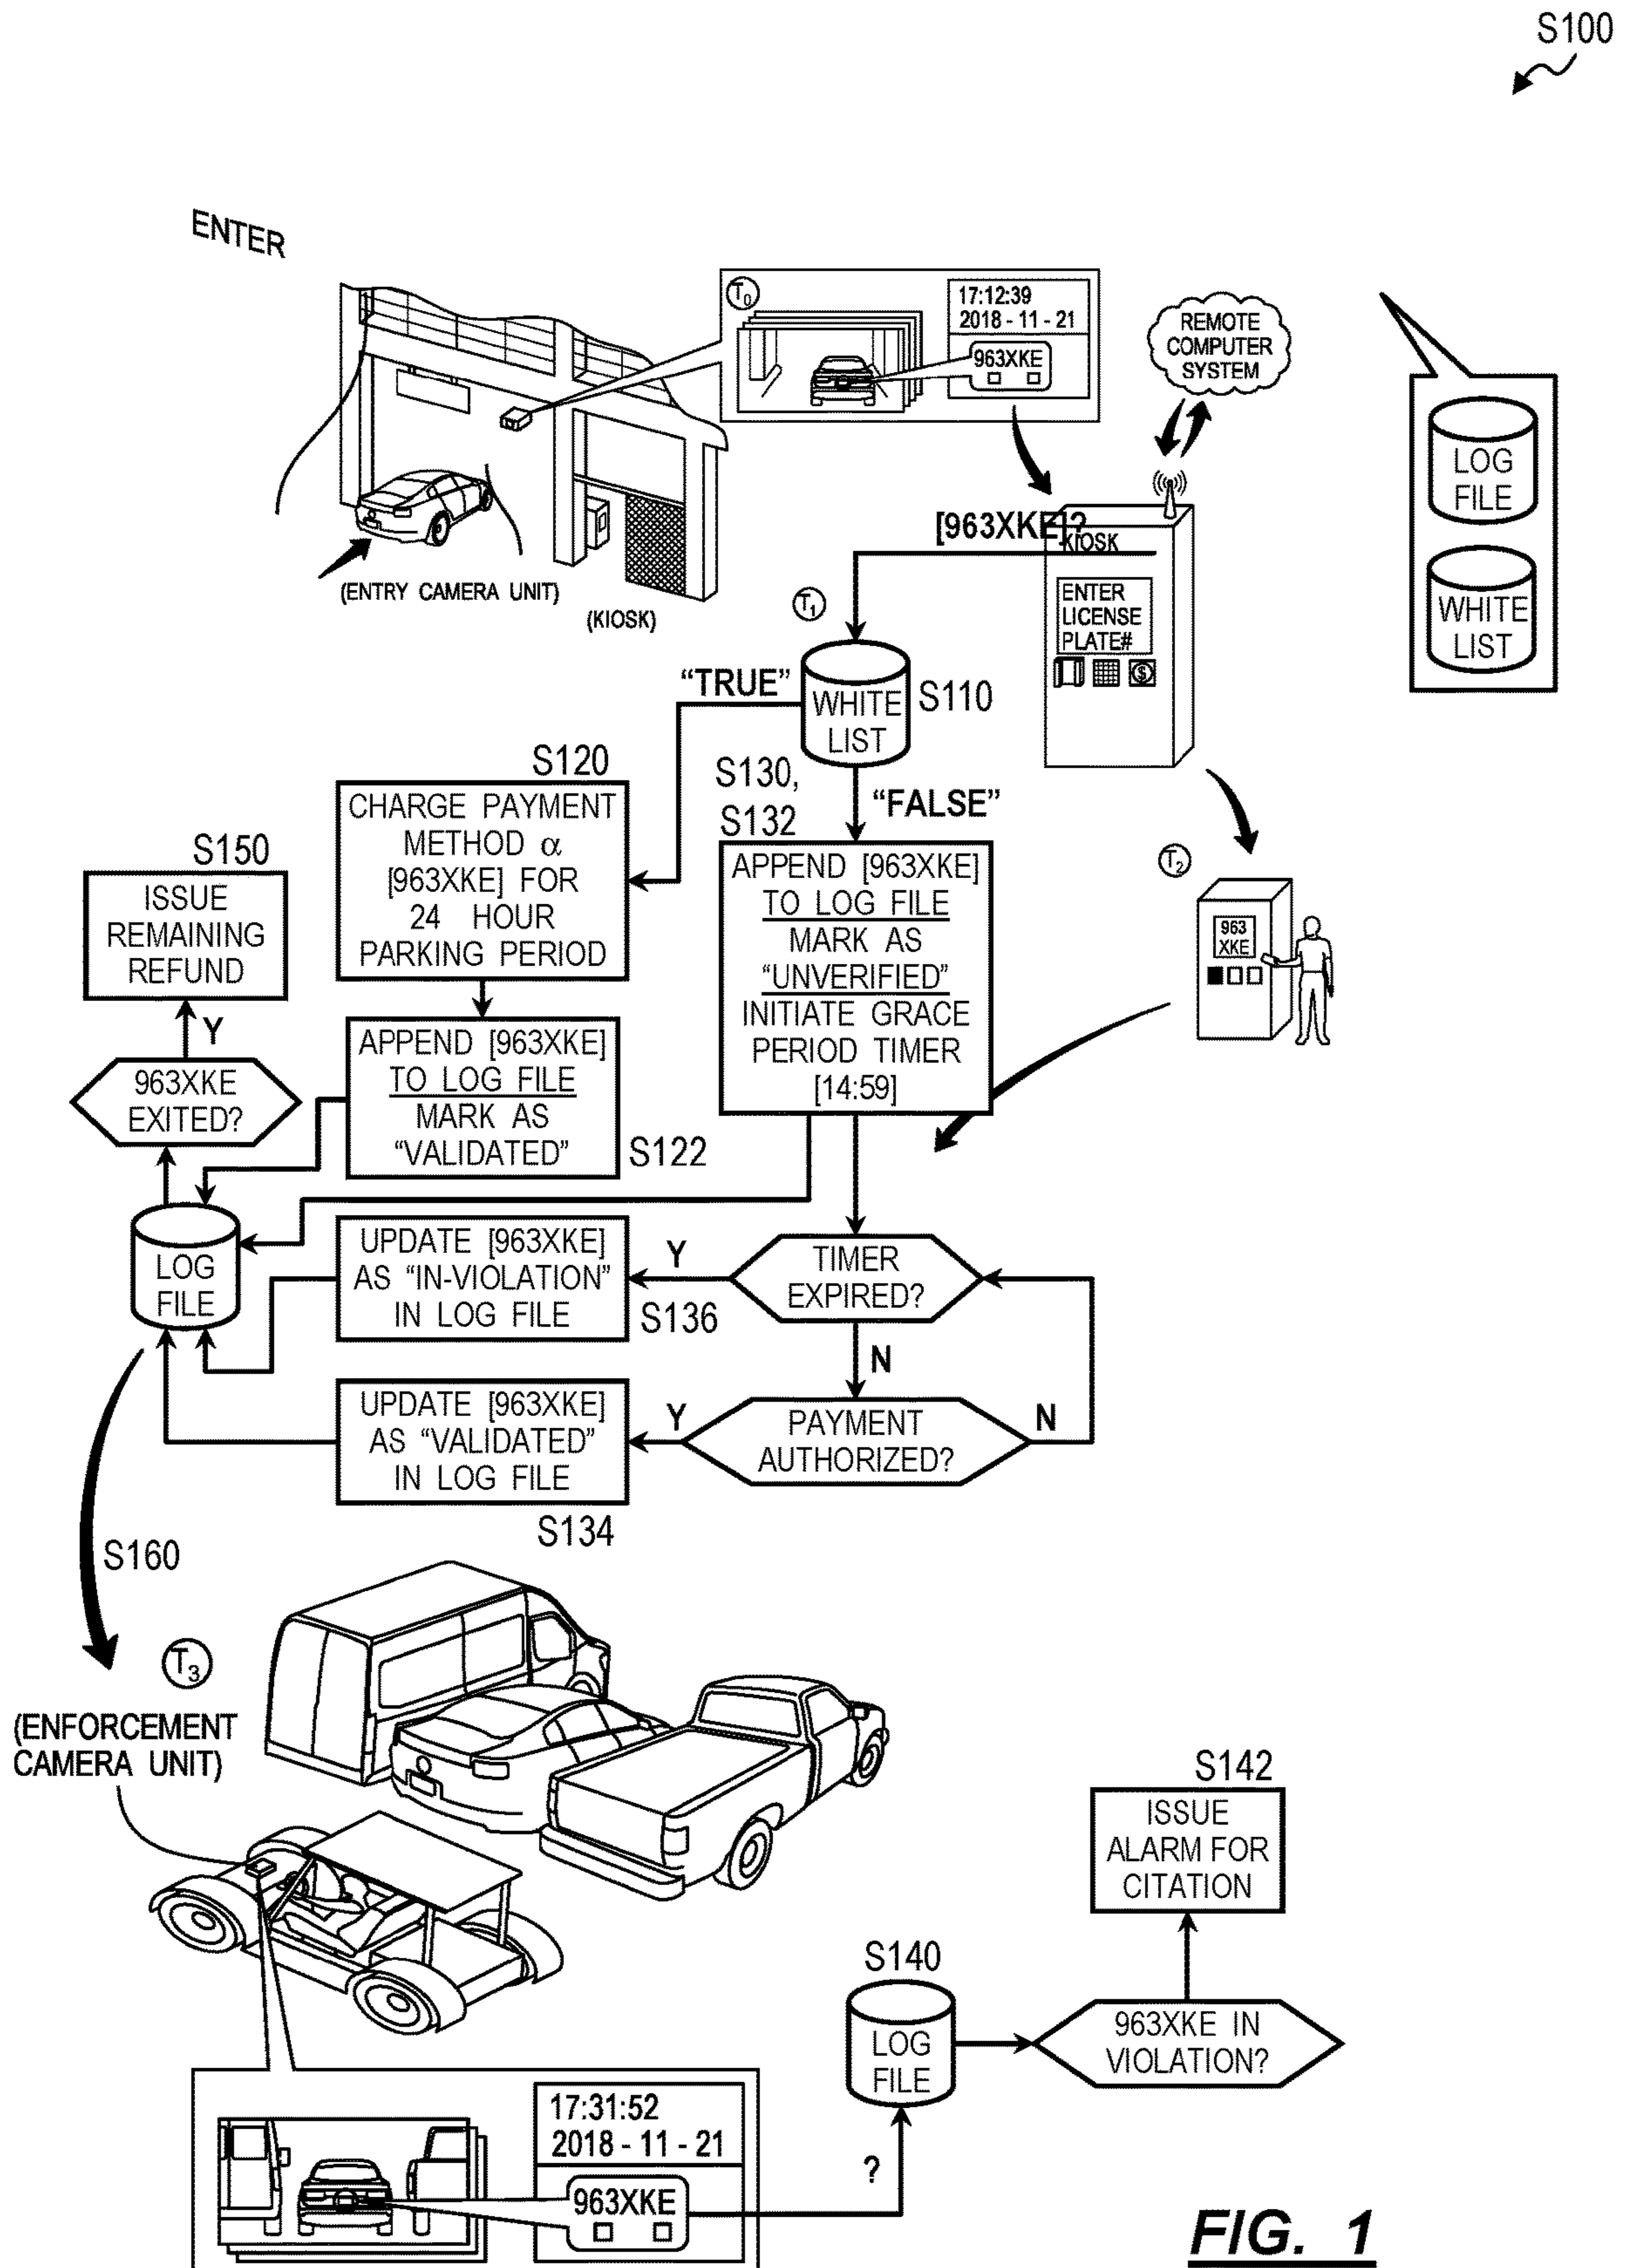 S100
ENTER
T0
17:12:39
2018 - 11 - 21
963XKE
REMOTE
COMPUTER
SYSTEM
LOG
FILE
WHITE
LIST
[963XKE]?
KIOSK
ENTER
LICENSE
PLATE#
$
(ENTRY CAMERA UNIT)
(KIOSK)
T1
"TRUE"
WHITE
LIST
S110
S120
CHARGE PAYMENT
METHOD α
[963XKE] FOR
24 HOUR
PARKING PERIOD
S130,
S132
"FALSE"
APPEND [963XKE]
TO LOG FILE
MARK AS
"UNVERIFIED"
INITIATE GRACE
PERIOD TIMER
[14:59]
T2
963
XKE
S150
ISSUE
REMAINING
REFUND
Y
963XKE
EXITED?
APPEND [963XKE]
TO LOG FILE
MARK AS
"VALIDATED"
S122
LOG
FILE
UPDATE [963XKE]
AS "IN-VIOLATION"
IN LOG FILE
Y
S136
TIMER
EXPIRED?
N
UPDATE [963XKE]
AS "VALIDATED"
IN LOG FILE
Y
PAYMENT
AUTHORIZED?
N
S134
S160
T3
(ENFORCEMENT
CAMERA UNIT)
S142
ISSUE
ALARM FOR
CITATION
S140
LOG
FILE
963XKE IN
VIOLATION?
17:31:52
2018 - 11 - 21
963XKE
?
FIG. 1